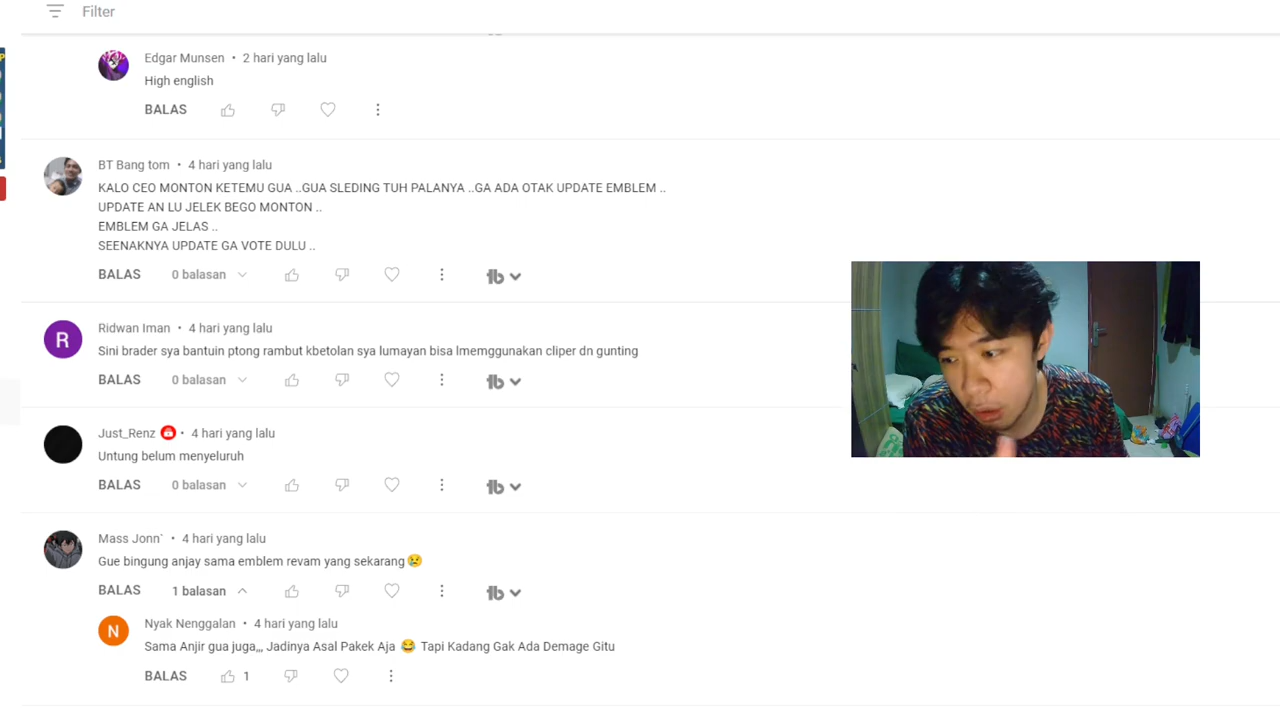 Filter
Edgar Munsen • 2 hari yang lalu
High english
BALAS
BT Bang tom • 4 hari yang lalu
KALO CEO MONTON KETEMU GUA ..GUA SLEDING TUH PALANYA ..GA ADA OTAK UPDATE EMBLEM ..
UPDATE AN LU JELEK BEGO MONTON ..
EMBLEM GA JELAS ..
SEENAKNYA UPDATE GA VOTE DULU ..
BALAS 0 balasan
Ridwan Iman • 4 hari yang lalu
R
Sini brader sya bantuin ptong rambut kbetolan sya lumayan bisa lmemggunakan cliper dn gunting
BALAS 0 balasan
Just_Renz • 4 hari yang lalu
Untung belum menyeluruh
BALAS 0 balasan
Mass Jonn` • 4 hari yang lalu
Gue bingung anjay sama emblem revam yang sekarang😢
BALAS 1 balasan
Nyak Nenggalan • 4 hari yang lalu
N
Sama Anjir gua juga,,, Jadinya Asal Pakek Aja 😂 Tapi Kadang Gak Ada Demage Gitu
BALAS 1